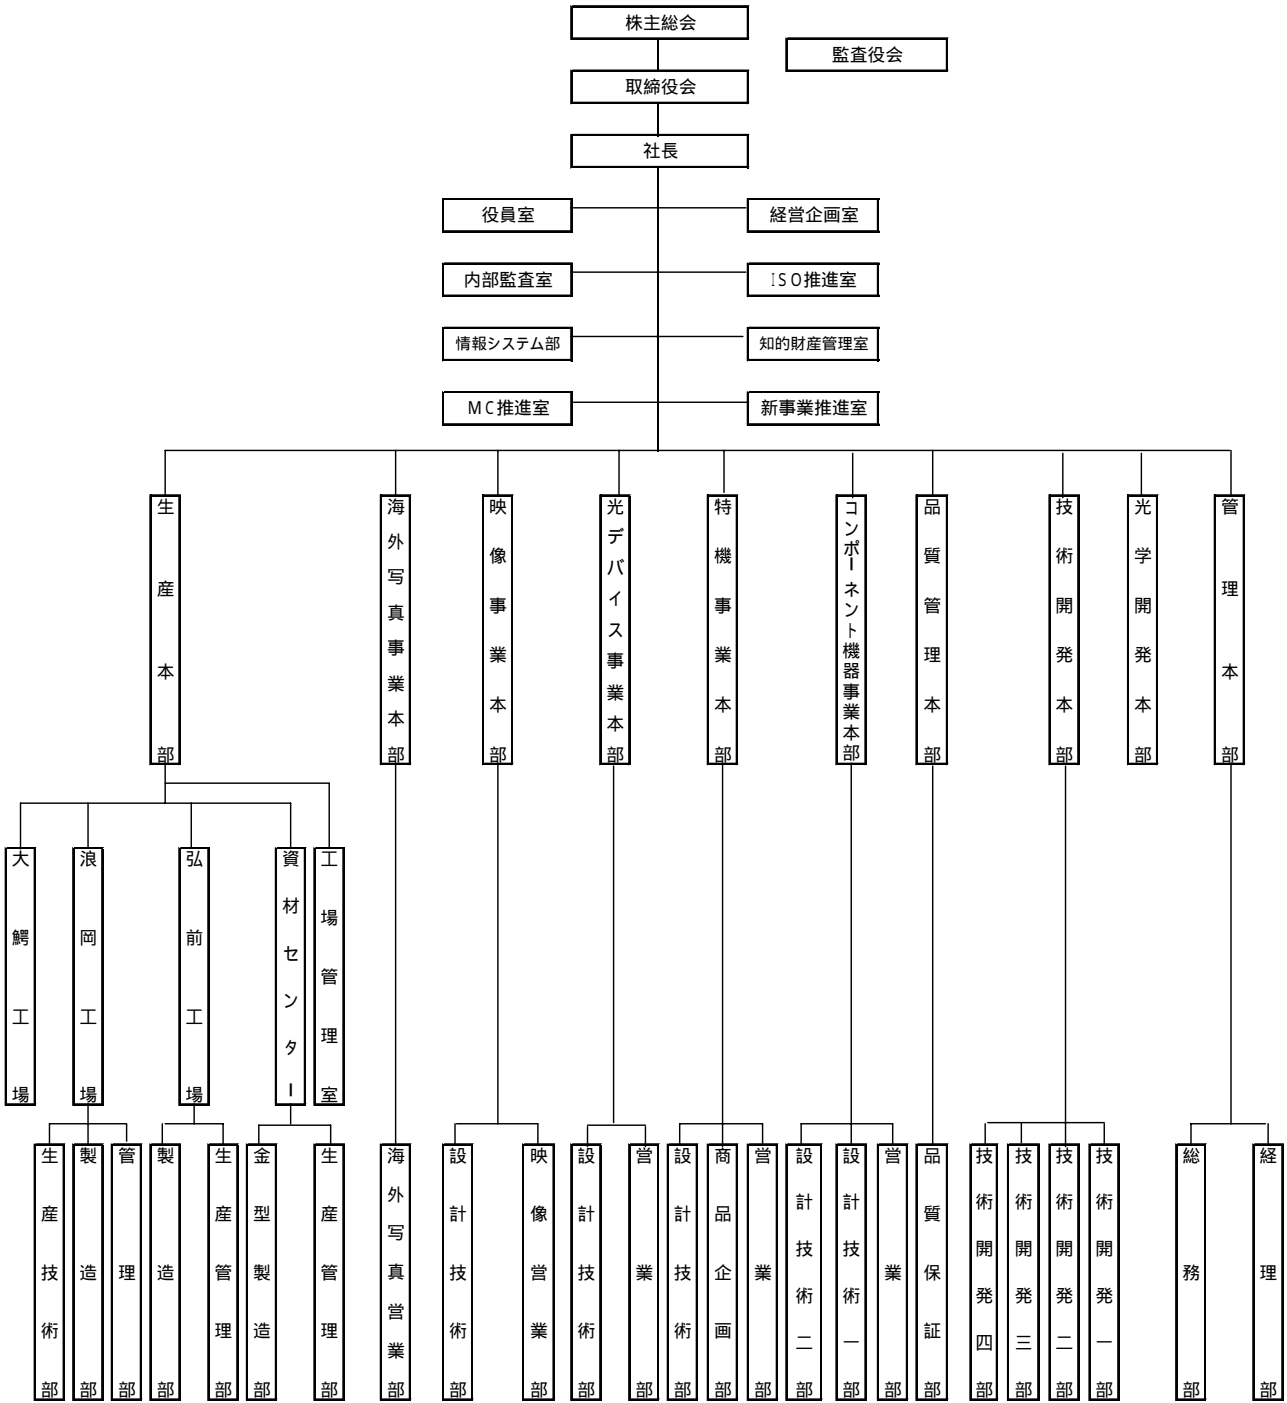 株主総会
監査役会
取締役会
社長
役員室
経営企画室
内部監査室
ISO推進室
情報システム部
知的財産管理室
MC推進室
新事業推進室
生産本部
海外写真事業本部
映像事業本部
光デバイス事業本部
特機事業本部
コンポーネント機器事業本部
品質管理本部
技術開発本部
光学開発本部
管理本部
大鰐工場
浪岡工場
弘前工場
資材センター
工場管理室
生産技術部
製造部
管理部
製造部
生産管理部
金型製造部
生産管理部
海外写真営業部
設計技術部
映像営業部
設計技術部
営業部
設計技術部
商品企画部
営業部
設計技術二部
設計技術一部
営業部
品質保証部
技術開発四部
技術開発三部
技術開発二部
技術開発一部
総務部
経理部